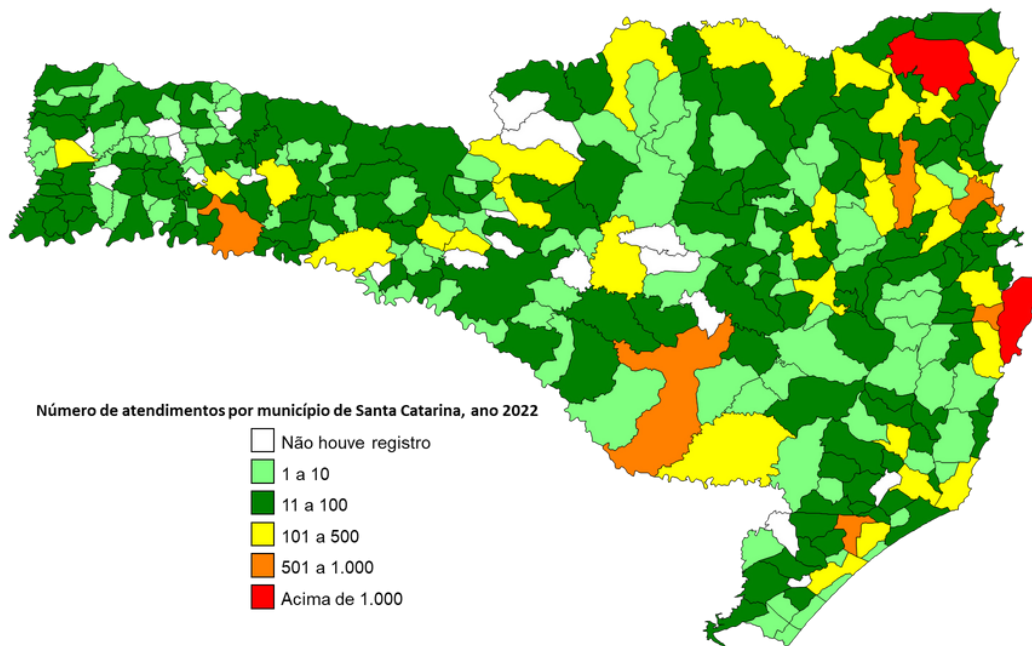 Número de atendimentos por município de Santa Catarina, ano 2022
Não houve registro
1 a 10
11 a 100
101 a 500
501 a 1.000
Acima de 1.000